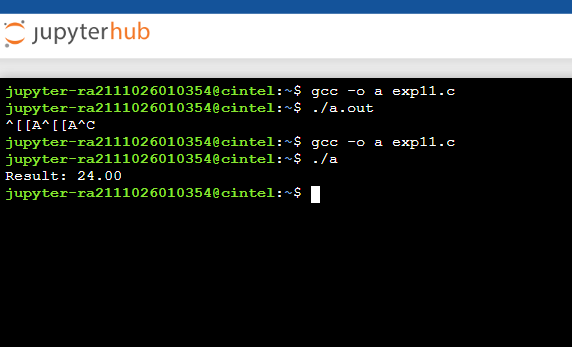 jupyterhub
jupyter-ra2111026010354@cintel:~$ gcc -o a exp11.c
jupyter-ra2111026010354@cintel:~$ ./a.out
^[[A^[[A^C
jupyter-ra2111026010354@cintel:~$ gcc -o a exp11.c
jupyter-ra2111026010354@cintel:~$ ./a
Result: 24.00
jupyter-ra2111026010354@cintel:~$